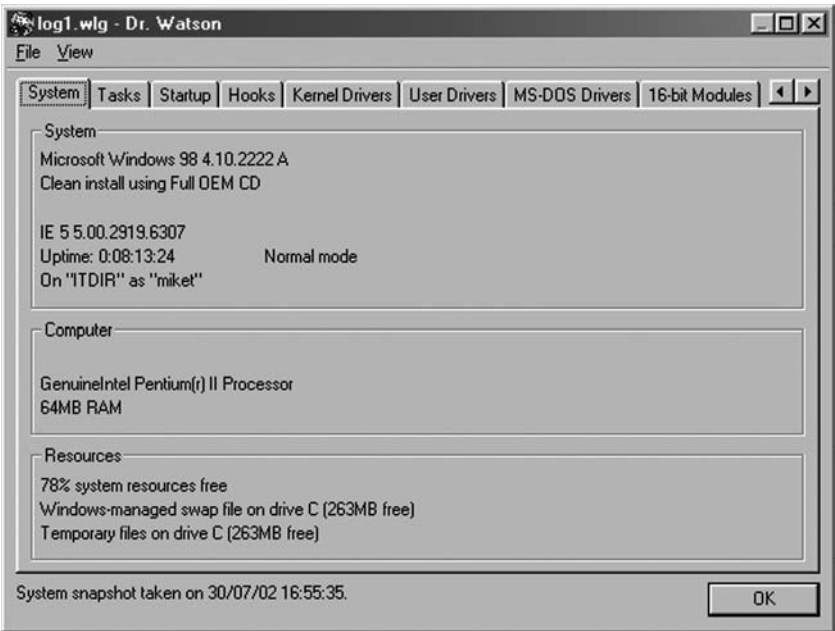 log1.wlg - Dr. Watson
File View
System Tasks Startup Hooks Kernel Drivers User Drivers MS-DOS Drivers 16-bit Modules
System
Microsoft Windows 98 4.10.2222 A
Clean install using Full OEM CD
IE 5 5.00.2919.6307
Uptime: 0:08:13:24 Normal mode
On "ITDIR" as "miket"
Computer
GenuineIntel Pentium(r) II Processor
64MB RAM
Resources
78% system resources free
Windows-managed swap file on drive C (263MB free)
Temporary files on drive C (263MB free)
System snapshot taken on 30/07/02 16:55:35.
OK